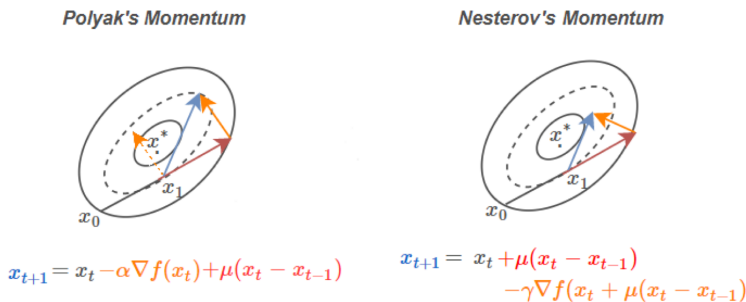 Polyak's Momentum
x*
x₁
x₀
xₜ₊₁ = xₜ −α∇f(xₜ)+μ(xₜ − xₜ₋₁)
Nesterov's Momentum
x*
x₁
x₀
xₜ₊₁ = xₜ +μ(xₜ − xₜ₋₁)
−γ∇f(xₜ + μ(xₜ − xₜ₋₁)